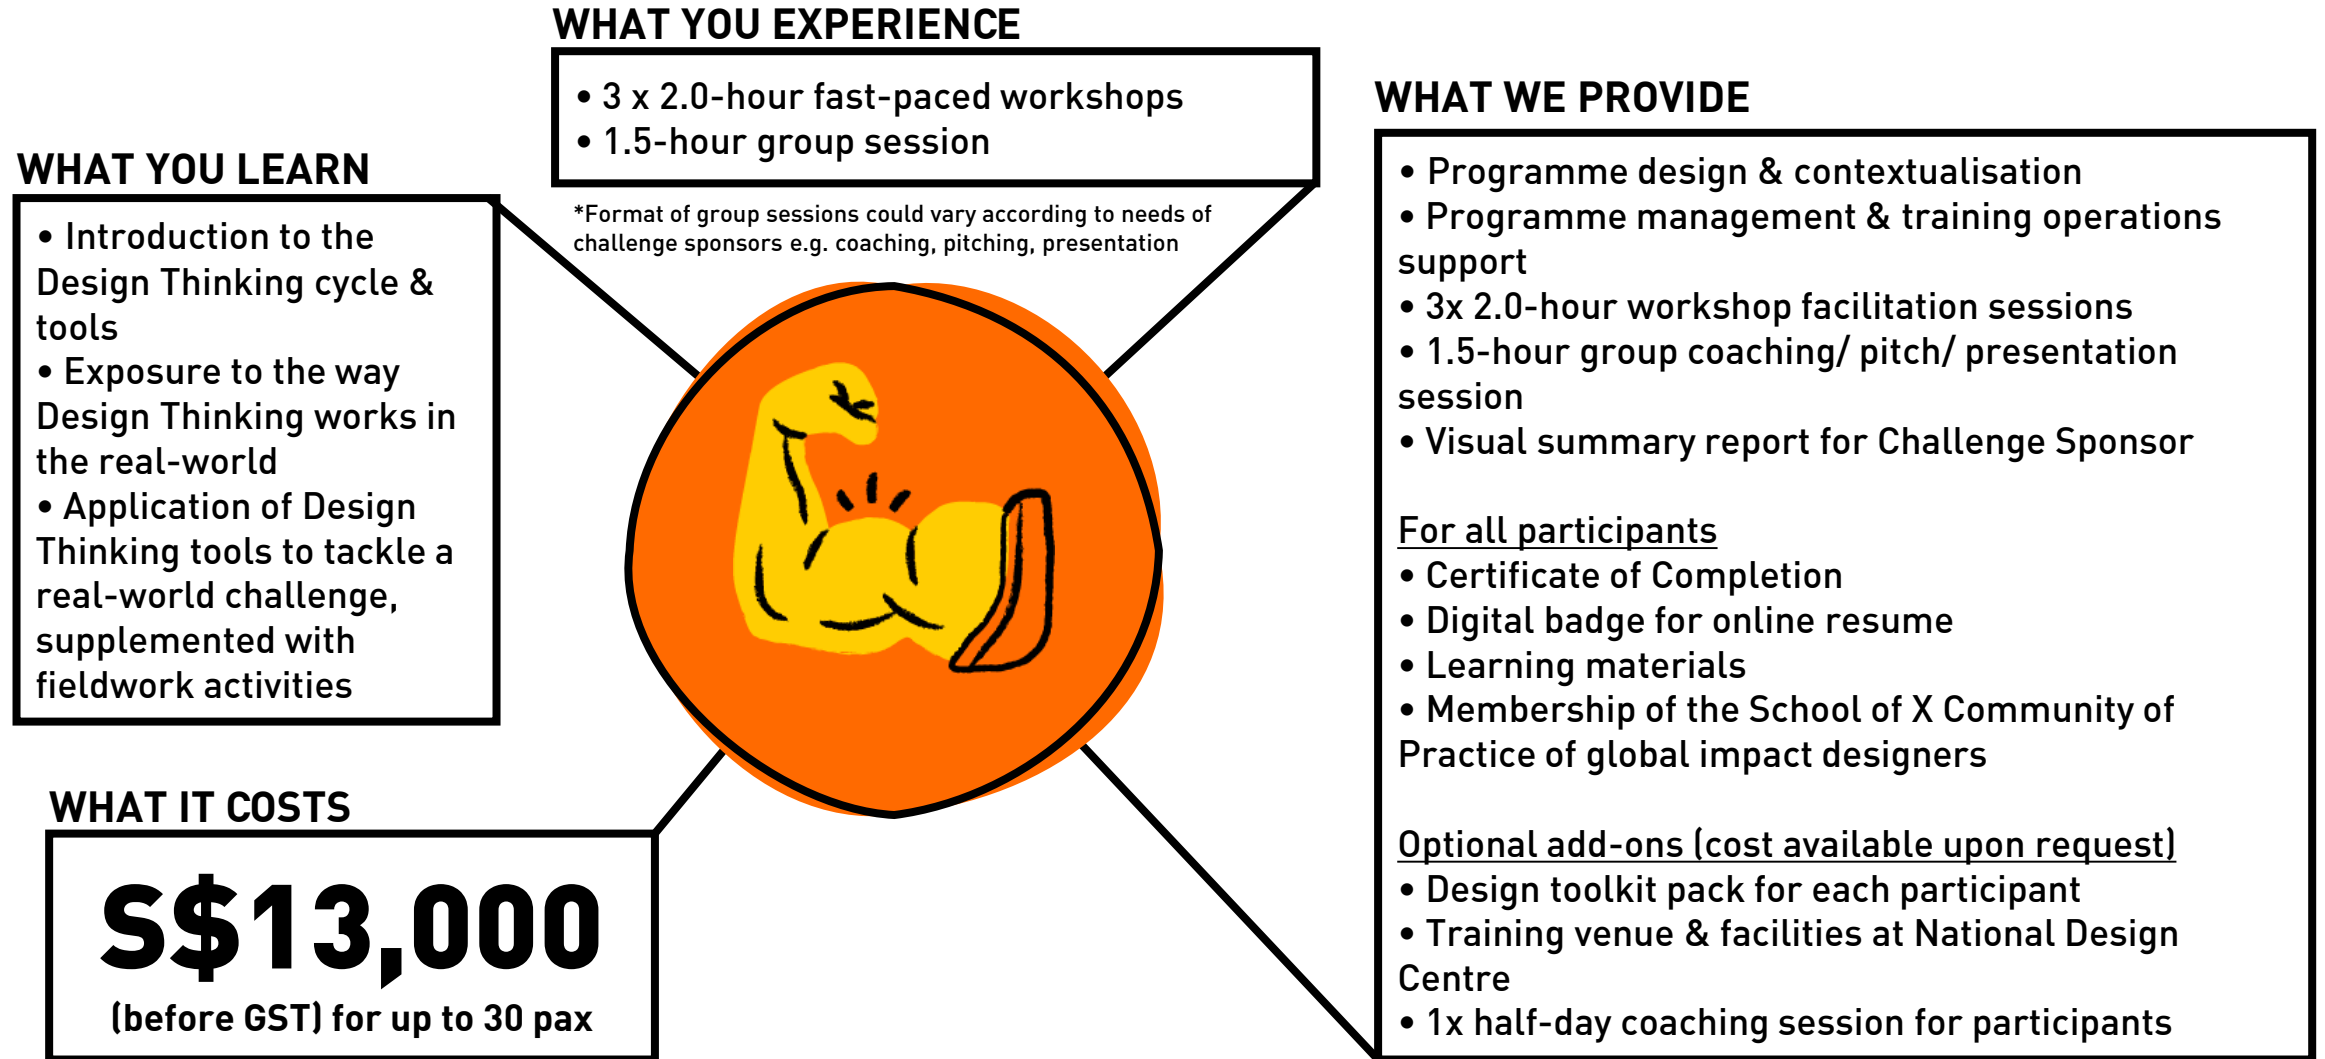 WHAT YOU EXPERIENCE
• 3 x 2.0-hour fast-paced workshops
• 1.5-hour group session
*Format of group sessions could vary according to needs of
challenge sponsors e.g. coaching, pitching, presentation
WHAT YOU LEARN
• Introduction to the
Design Thinking cycle &
tools
• Exposure to the way
Design Thinking works in
the real-world
• Application of Design
Thinking tools to tackle a
real-world challenge,
supplemented with
fieldwork activities
WHAT IT COSTS
S$13,000
(before GST) for up to 30 pax
WHAT WE PROVIDE
• Programme design & contextualisation
• Programme management & training operations
support
• 3x 2.0-hour workshop facilitation sessions
• 1.5-hour group coaching/ pitch/ presentation
session
• Visual summary report for Challenge Sponsor
For all participants
• Certificate of Completion
• Digital badge for online resume
• Learning materials
• Membership of the School of X Community of
Practice of global impact designers
Optional add-ons (cost available upon request)
• Design toolkit pack for each participant
• Training venue & facilities at National Design
Centre
• 1x half-day coaching session for participants